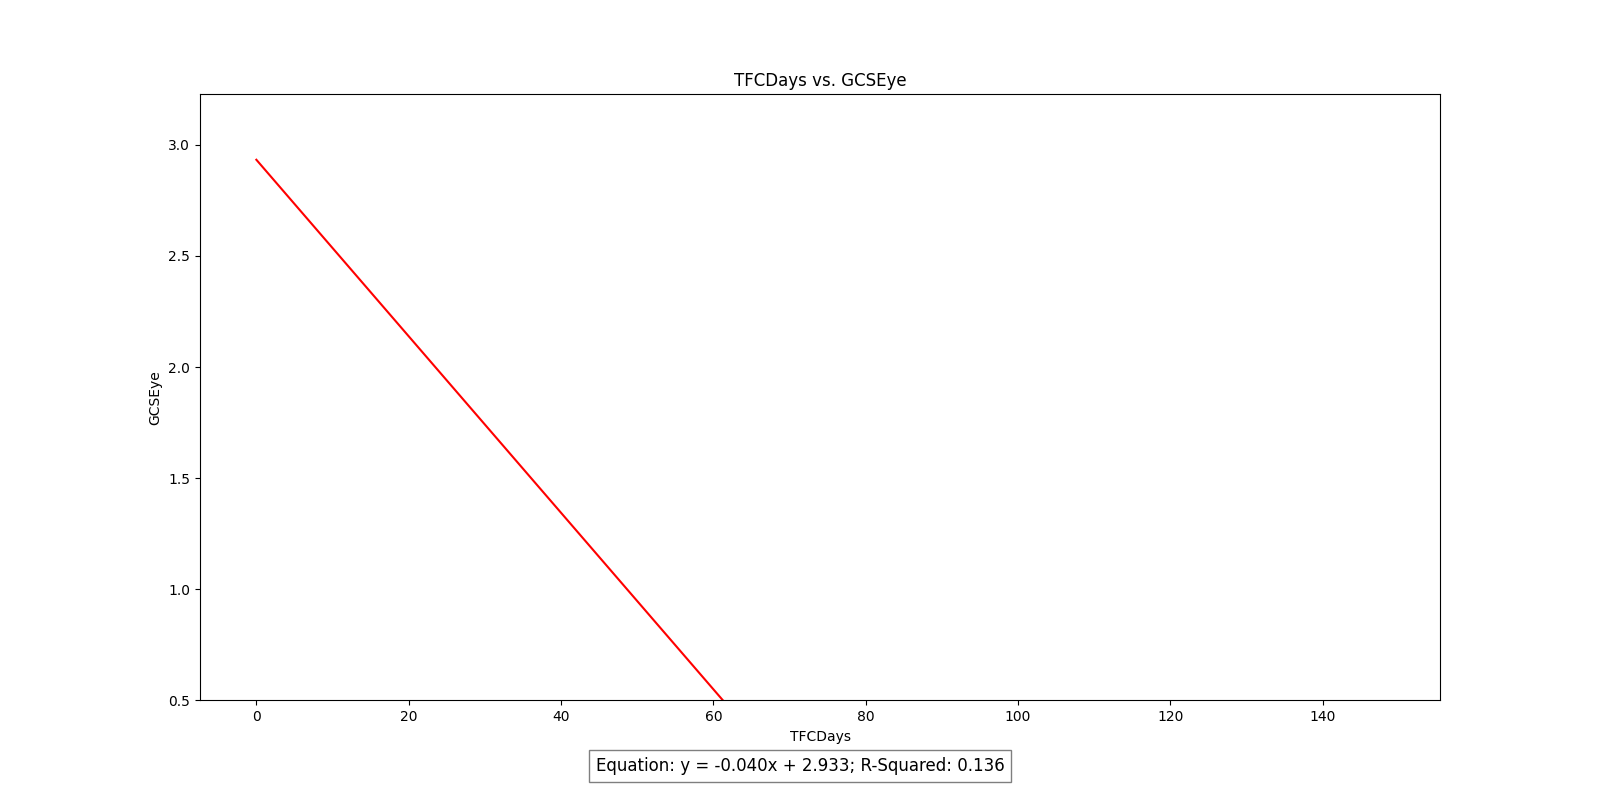 TFCDays vs. GCSEye
3.0
2.5
2.0
1.5
1.0
0.5
GCSEye
0 20 40 60 80 100 120 140
TFCDays
Equation: y = -0.040x + 2.933; R-Squared: 0.136